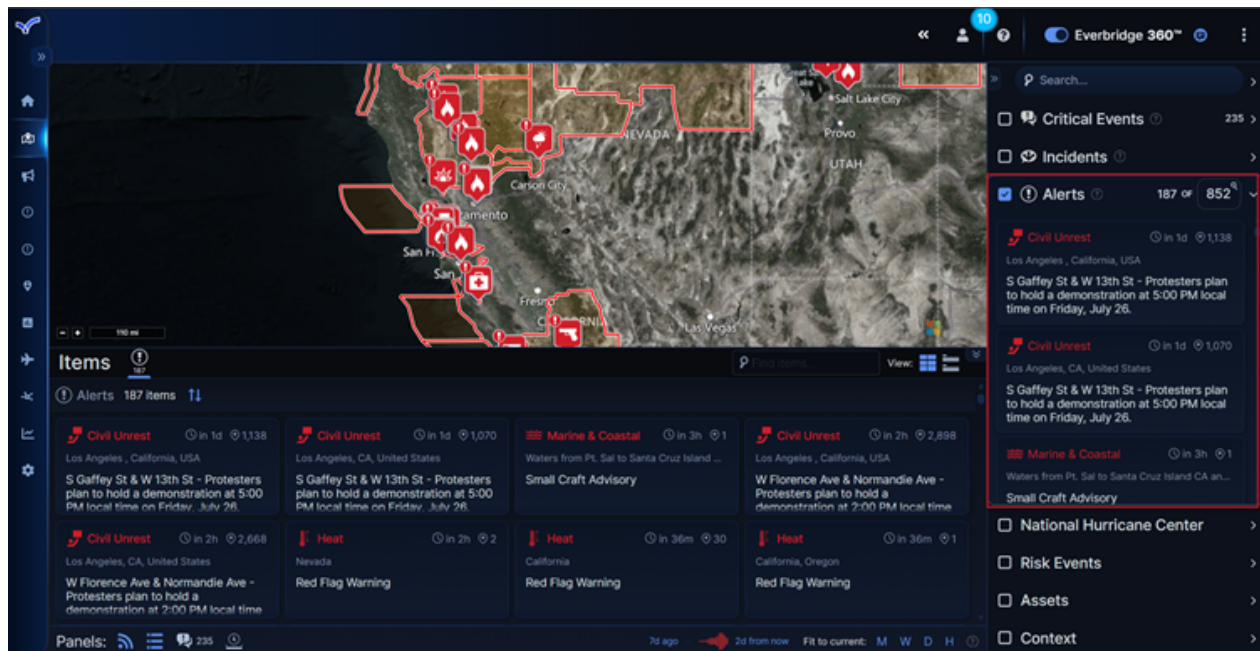 10
Everbridge 360™
Search...
Critical Events 235
Incidents
Alerts 187 OF 852
Civil Unrest in 1d 1,138
Los Angeles , California, USA
S Gaffey St & W 13th St - Protesters plan
to hold a demonstration at 5:00 PM local
time on Friday, July 26.
Civil Unrest in 1d 1,070
Los Angeles, CA, United States
S Gaffey St & W 13th St - Protesters plan
to hold a demonstration at 5:00 PM local
time on Friday, July 26.
Marine & Coastal in 3h 1
Waters from Pt. Sal to Santa Cruz Island CA an...
Small Craft Advisory
National Hurricane Center
Risk Events
Assets
Context
Great Salt
Lake
Salt Lake City
Provo
NEVADA
UTAH
Carson City
San
Fresno
Las Vegas
110 mi
Items 187
Find items...
View:
Alerts 187 items
Civil Unrest in 1d 1,138
Los Angeles , California, USA
S Gaffey St & W 13th St - Protesters
plan to hold a demonstration at 5:00
PM local time on Friday, July 26.
Civil Unrest in 1d 1,070
Los Angeles, CA, United States
S Gaffey St & W 13th St - Protesters
plan to hold a demonstration at 5:00
PM local time on Friday, July 26.
Marine & Coastal in 3h 1
Waters from Pt. Sal to Santa Cruz Island ...
Small Craft Advisory
Civil Unrest in 2h 2,898
Los Angeles , California, USA
W Florence Ave & Normandie Ave -
Protesters plan to hold a
demonstration at 2:00 PM local time
Civil Unrest in 2h 2,668
Los Angeles, CA, United States
W Florence Ave & Normandie Ave -
Protesters plan to hold a
demonstration at 2:00 PM local time
Heat in 2h 2
Nevada
Red Flag Warning
Heat in 36m 30
California
Red Flag Warning
Heat in 36m 1
California, Oregon
Red Flag Warning
Panels: 235
7d ago 2d from now Fit to current: M W D H